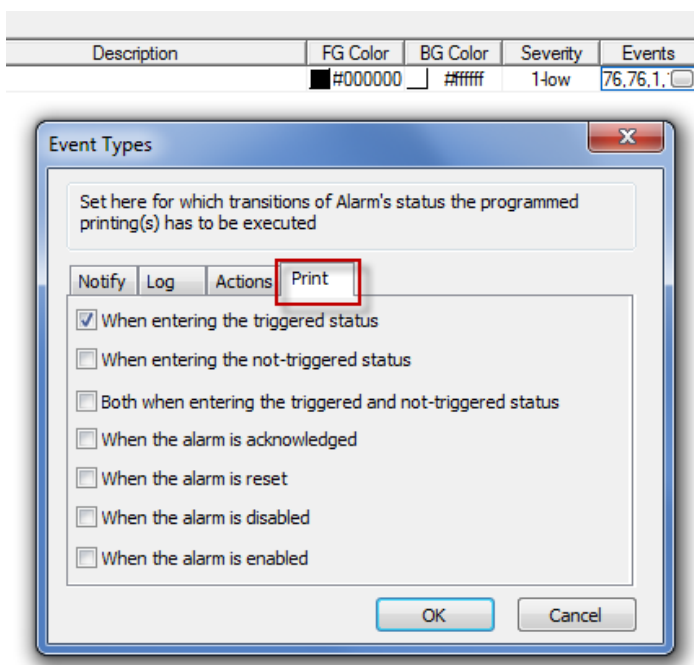 Description FG Color BG Color Severity Events
#000000 #ffffff 1-low 76,76,1,
Event Types
Set here for which transitions of Alarm's status the programmed
printing(s) has to be executed
Notify Log Actions Print
When entering the triggered status
When entering the not-triggered status
Both when entering the triggered and not-triggered status
When the alarm is acknowledged
When the alarm is reset
When the alarm is disabled
When the alarm is enabled
OK Cancel